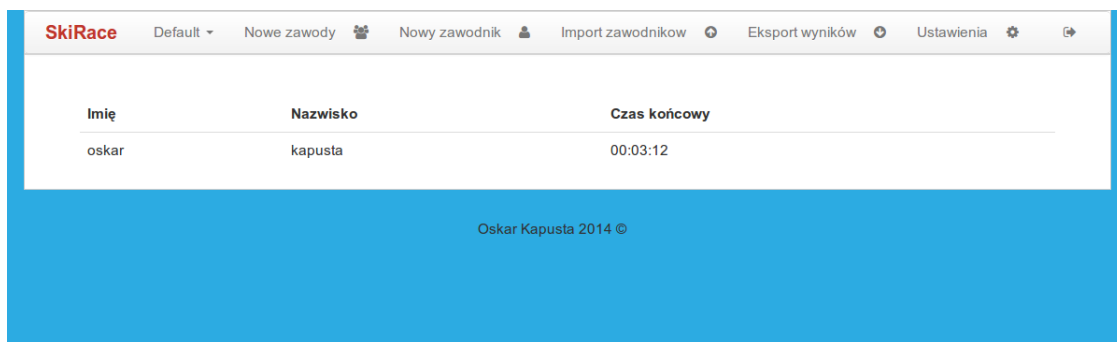 SkiRace Default Nowe zawody Nowy zawodnik Import zawodnikow Eksport wyników Ustawienia
Imię Nazwisko Czas końcowy
oskar kapusta 00:03:12
Oskar Kapusta 2014 ©